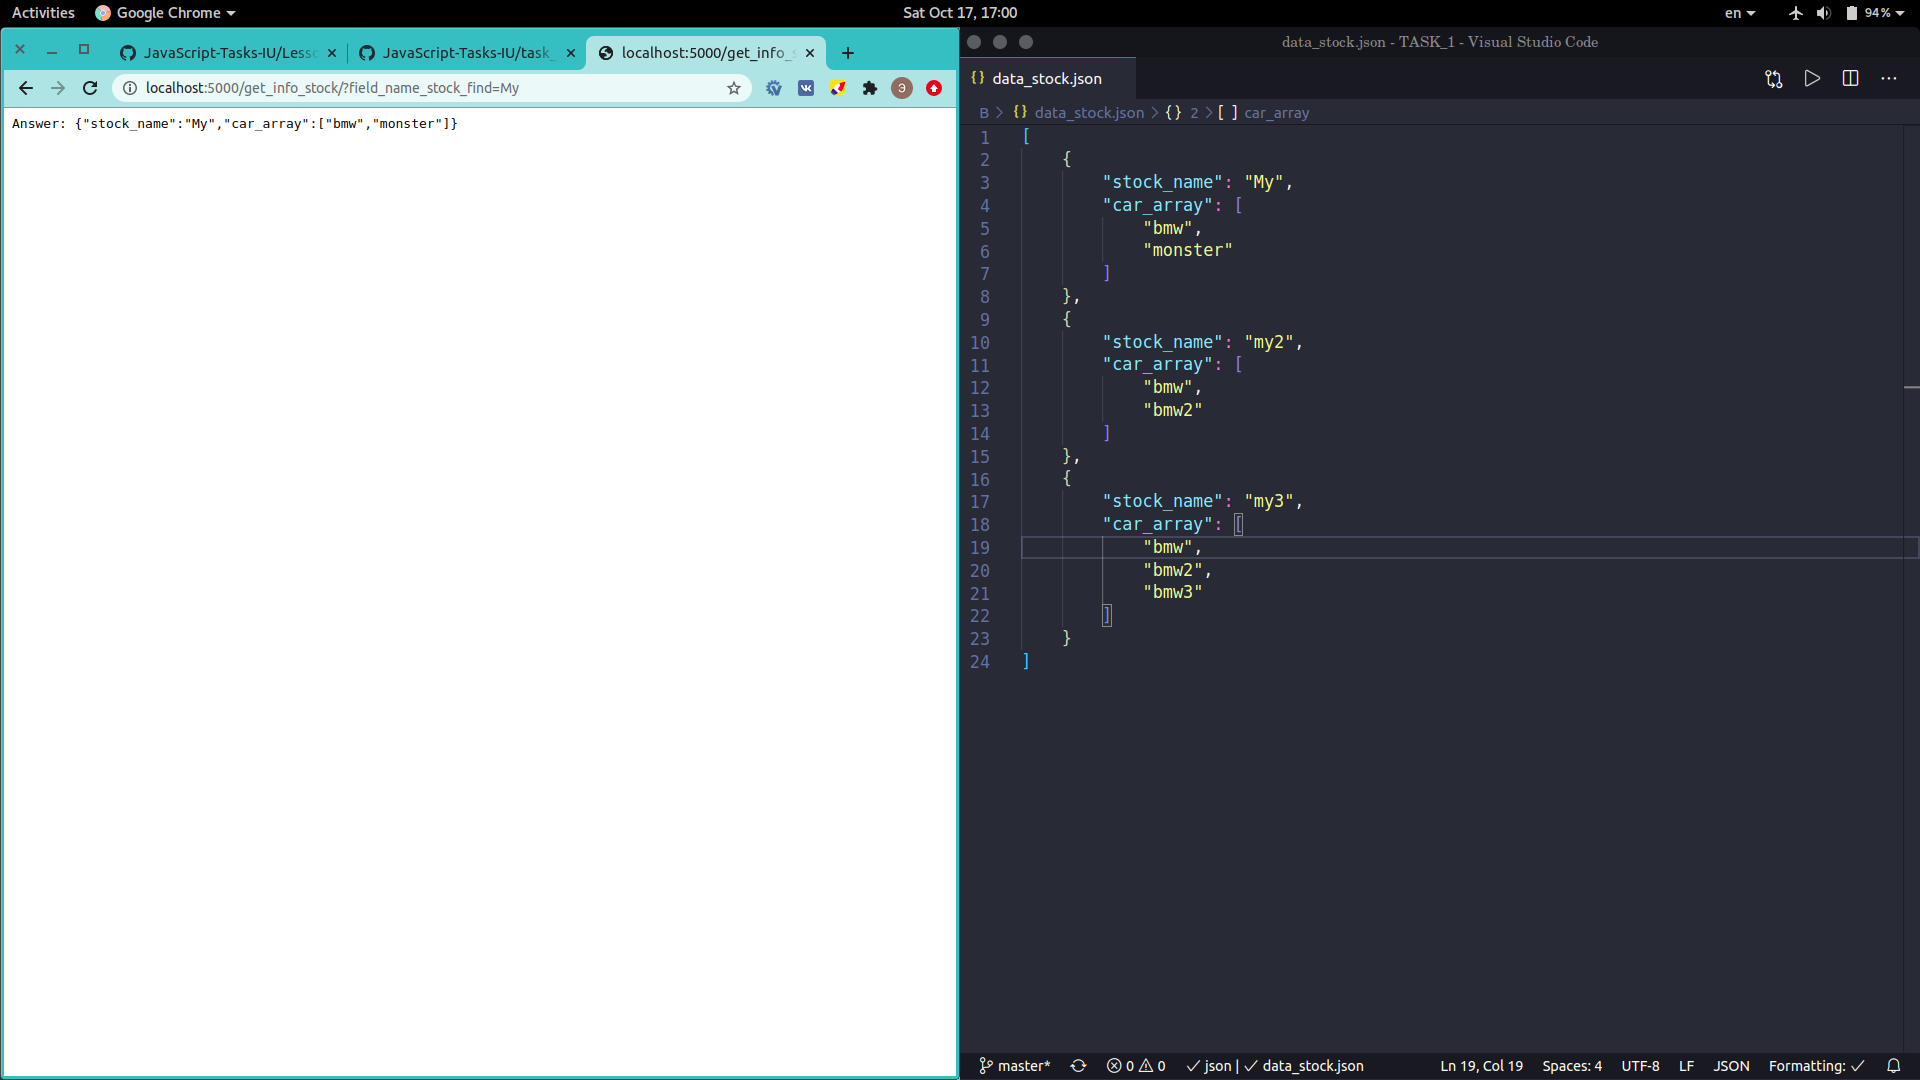 Activities Google Chrome Sat Oct 17, 17:00 en 94%
JavaScript-Tasks-IU/Lesso JavaScript-Tasks-IU/task_ localhost:5000/get_info_s
localhost:5000/get_info_stock/?field_name_stock_find=My
Answer: {"stock_name":"My","car_array":["bmw","monster"]}
data_stock.json - TASK_1 - Visual Studio Code
{} data_stock.json
B > {} data_stock.json > {} 2 > [ ] car_array
1 [
2 {
3 "stock_name": "My",
4 "car_array": [
5 "bmw",
6 "monster"
7 ]
8 },
9 {
10 "stock_name": "my2",
11 "car_array": [
12 "bmw",
13 "bmw2"
14 ]
15 },
16 {
17 "stock_name": "my3",
18 "car_array": [
19 "bmw",
20 "bmw2",
21 "bmw3"
22 ]
23 }
24 ]
master* 0 0 json | data_stock.json Ln 19, Col 19 Spaces: 4 UTF-8 LF JSON Formatting: